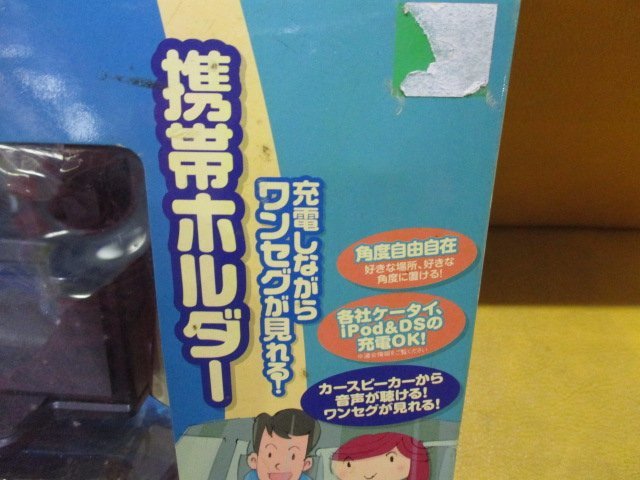 携帯ホルダー
充電しながら
ワンセグが見れる!
角度自由自在
好きな場所、好きな
角度に置ける!
各社ケータイ、
iPod&DSの
充電OK!
カースピーカーから
音声が聴ける!
ワンセグが見れる!